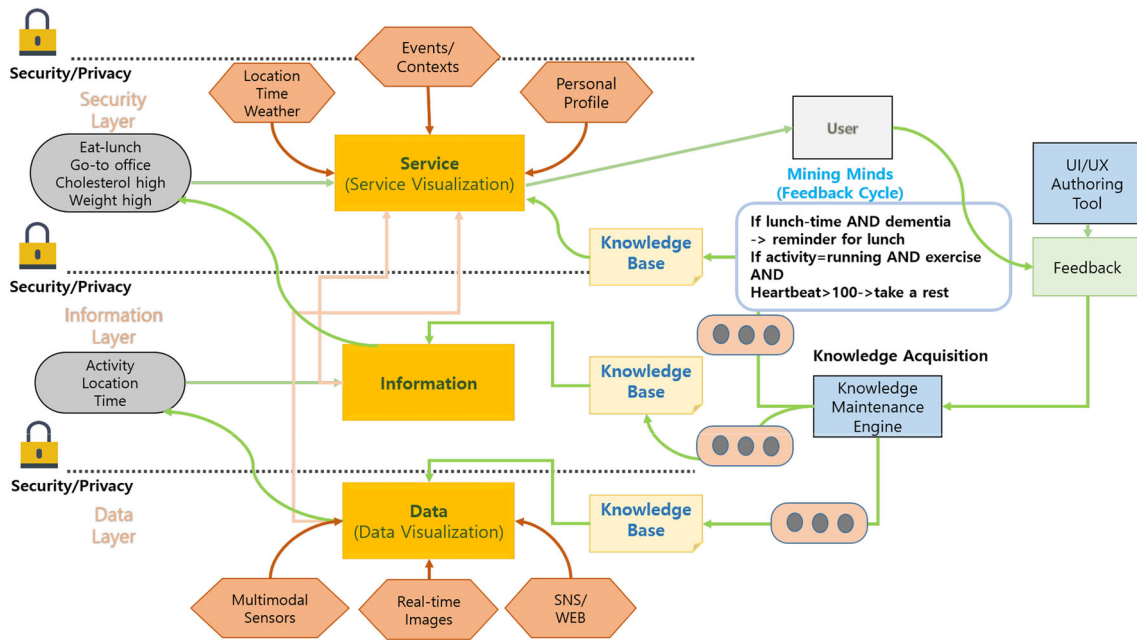 Security/Privacy
Security
Layer
Events/
Contexts
Location
Time
Weather
Personal
Profile
Eat-lunch
Go-to office
Cholesterol high
Weight high
Service
(Service Visualization)
User
Mining Minds
(Feedback Cycle)
UI/UX
Authoring
Tool
If lunch-time AND dementia
-> reminder for lunch
If activity=running AND exercise
AND
Heartbeat>100->take a rest
Knowledge
Base
Feedback
Security/Privacy
Information
Layer
Activity
Location
Time
Information
Knowledge
Base
Knowledge Acquisition
Knowledge
Maintenance
Engine
Security/Privacy
Data
Layer
Data
(Data Visualization)
Knowledge
Base
Multimodal
Sensors
Real-time
Images
SNS/
WEB